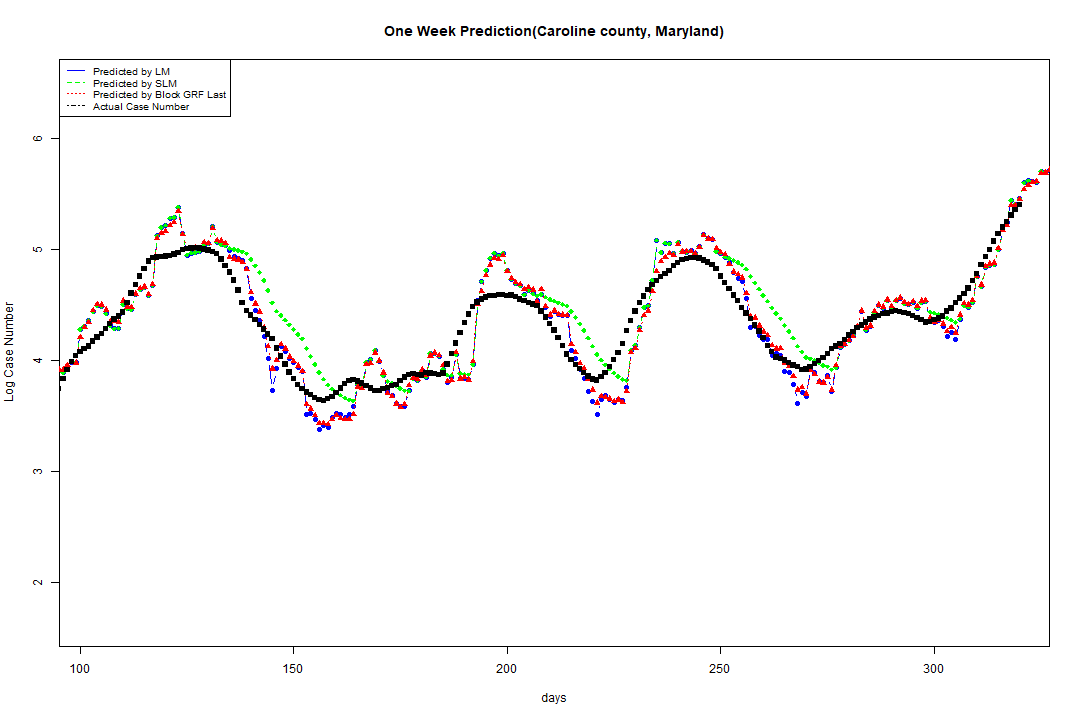 One Week Prediction(Caroline county, Maryland)
Predicted by LM
Predicted by SLM
Predicted by Block GRF Last
Actual Case Number
Log Case Number
6
5
4
3
2
100 150 200 250 300
days